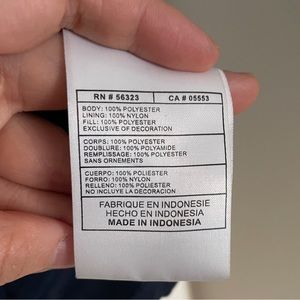 RN # 56323 CA # 05553
BODY: 100% POLYESTER
LINING: 100% NYLON
FILL: 100% POLYESTER
EXCLUSIVE OF DECORATION
CORPS: 100% POLYESTER
DOUBLURE: 100% POLYAMIDE
REMPLISSAGE: 100% POLYESTER
SANS ORNEMENTS
CUERPO: 100% POLIESTER
FORRO: 100% NYLON
RELLENO: 100% POLIESTER
NO INCLUYE LA DECORACION
FABRIQUE EN INDONESIE
HECHO EN INDONESIA
MADE IN INDONESIA